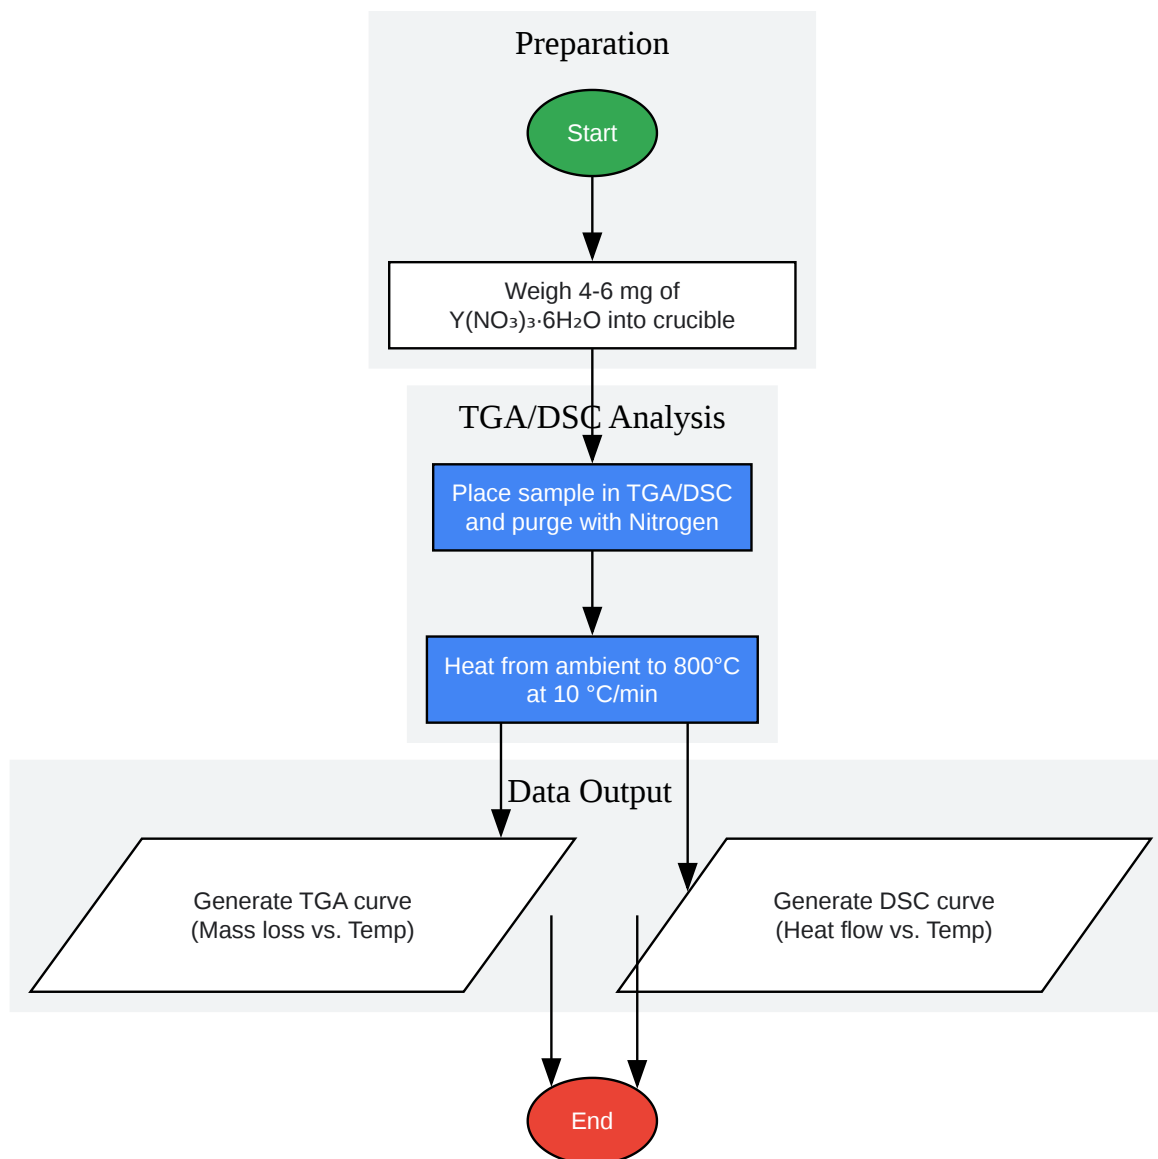 Preparation
Start
Weigh 4-6 mg of
Y(NO₃)₃·6H₂O into crucible
TGA/DSC Analysis
Place sample in TGA/DSC
and purge with Nitrogen
Heat from ambient to 800°C
at 10 °C/min
Data Output
Generate TGA curve
(Mass loss vs. Temp)
Generate DSC curve
(Heat flow vs. Temp)
End